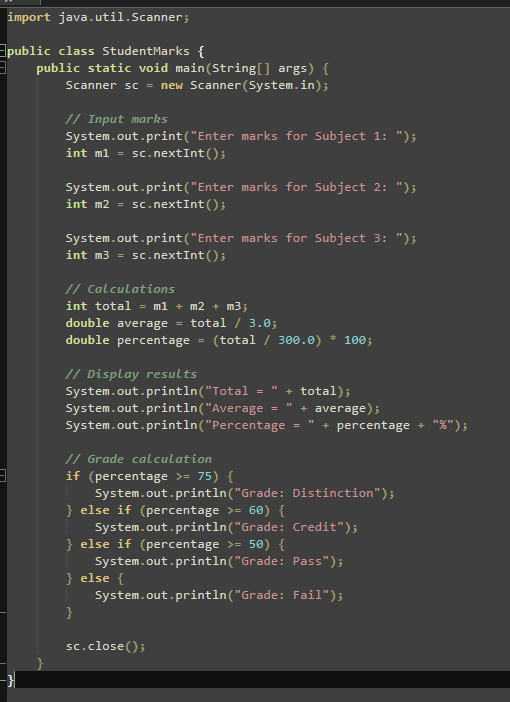 import java.util.Scanner;

public class StudentMarks {
    public static void main(String[] args) {
        Scanner sc = new Scanner(System.in);

        // Input marks
        System.out.print("Enter marks for Subject 1: ");
        int m1 = sc.nextInt();

        System.out.print("Enter marks for Subject 2: ");
        int m2 = sc.nextInt();

        System.out.print("Enter marks for Subject 3: ");
        int m3 = sc.nextInt();

        // Calculations
        int total = m1 + m2 + m3;
        double average = total / 3.0;
        double percentage = (total / 300.0) * 100;

        // Display results
        System.out.println("Total = " + total);
        System.out.println("Average = " + average);
        System.out.println("Percentage = " + percentage + "%");

        // Grade calculation
        if (percentage >= 75) {
            System.out.println("Grade: Distinction");
        } else if (percentage >= 60) {
            System.out.println("Grade: Credit");
        } else if (percentage >= 50) {
            System.out.println("Grade: Pass");
        } else {
            System.out.println("Grade: Fail");
        }

        sc.close();
    }
}